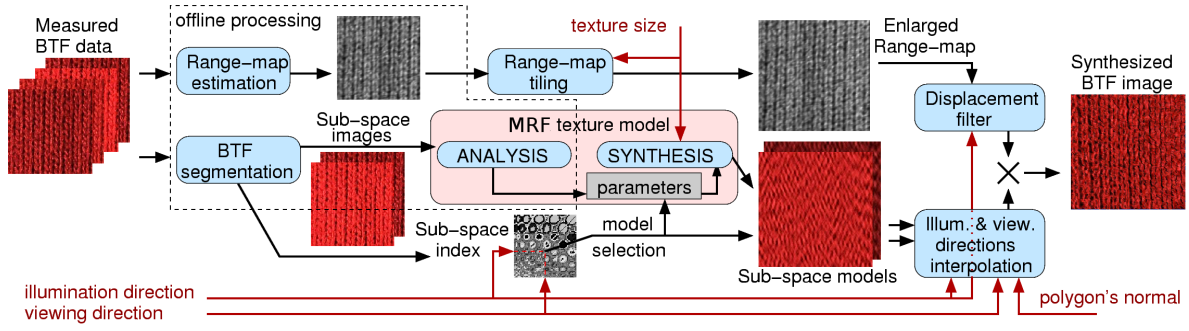 Measured
BTF data
offline processing
Range-map
estimation
texture size
Range-map
tiling
Enlarged
Range-map
Synthesized
BTF image
Displacement
filter
Sub-space
images
BTF
segmentation
MRF texture model
ANALYSIS
SYNTHESIS
parameters
Sub-space
index
model
selection
Sub-space models
Illum. & view.
directions
interpolation
illumination direction
viewing direction
polygon's normal